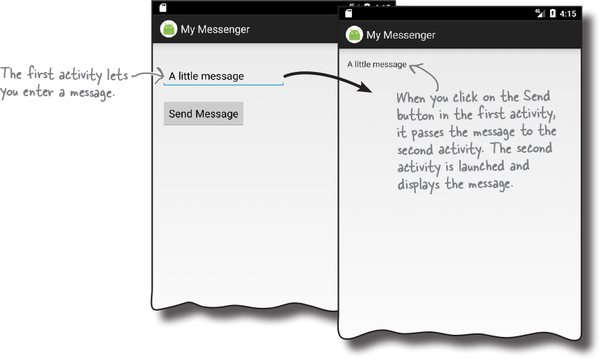 My Messenger
The first activity lets
you enter a message.
A little message
Send Message
4:15
My Messenger
A little message
When you click on the Send
button in the first activity,
it passes the message to the
second activity. The second
activity is launched and
displays the message.